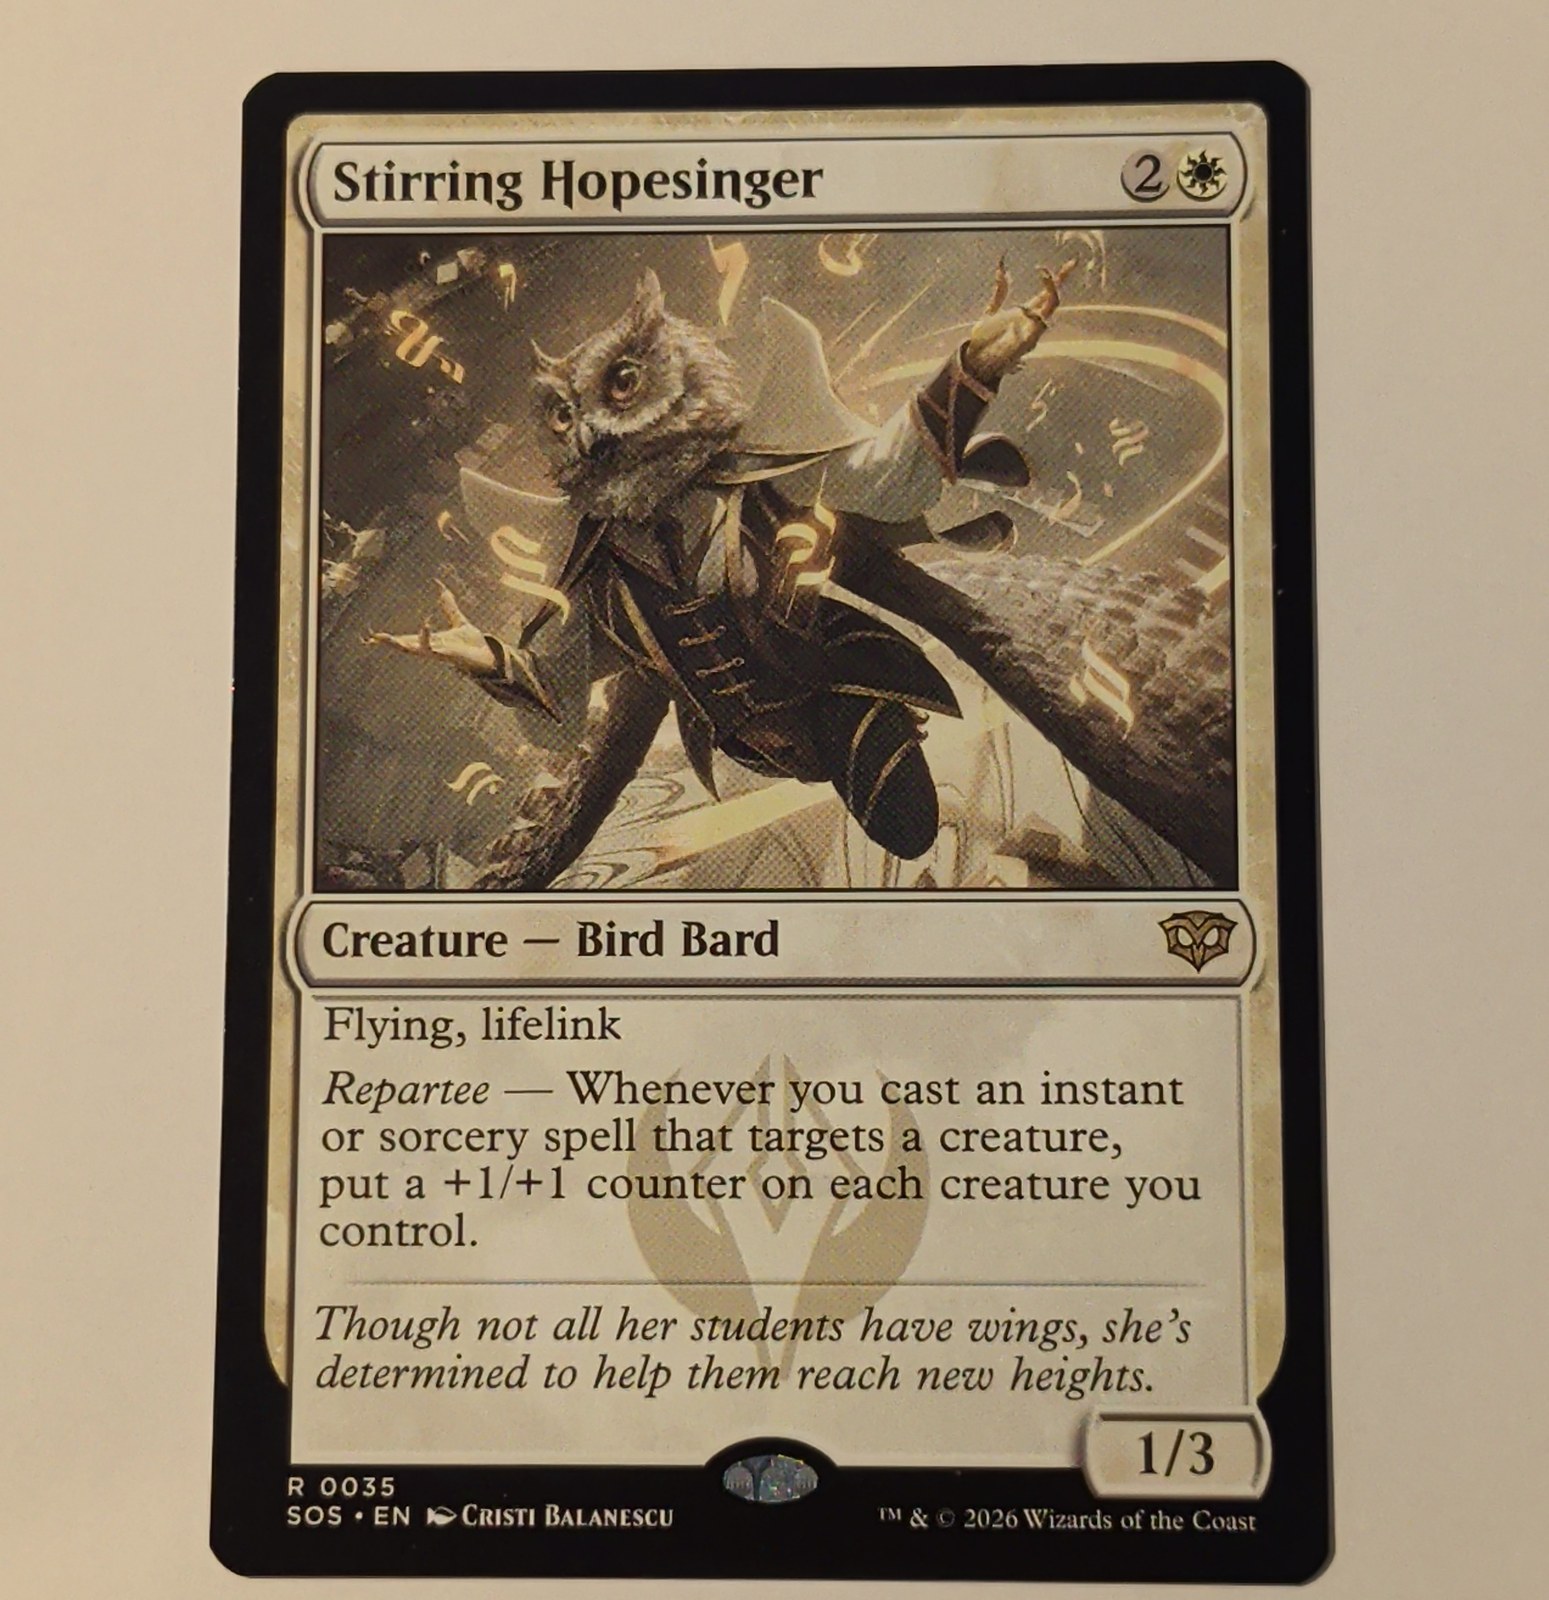 Stirring Hopesinger
2
Creature — Bird Bard
Flying, lifelink
Repartee — Whenever you cast an instant
or sorcery spell that targets a creature,
put a +1/+1 counter on each creature you
control.
Though not all her students have wings, she's
determined to help them reach new heights.
1/3
R 0035
SOS • EN CRISTI BALANESCU
™ & © 2026 Wizards of the Coast